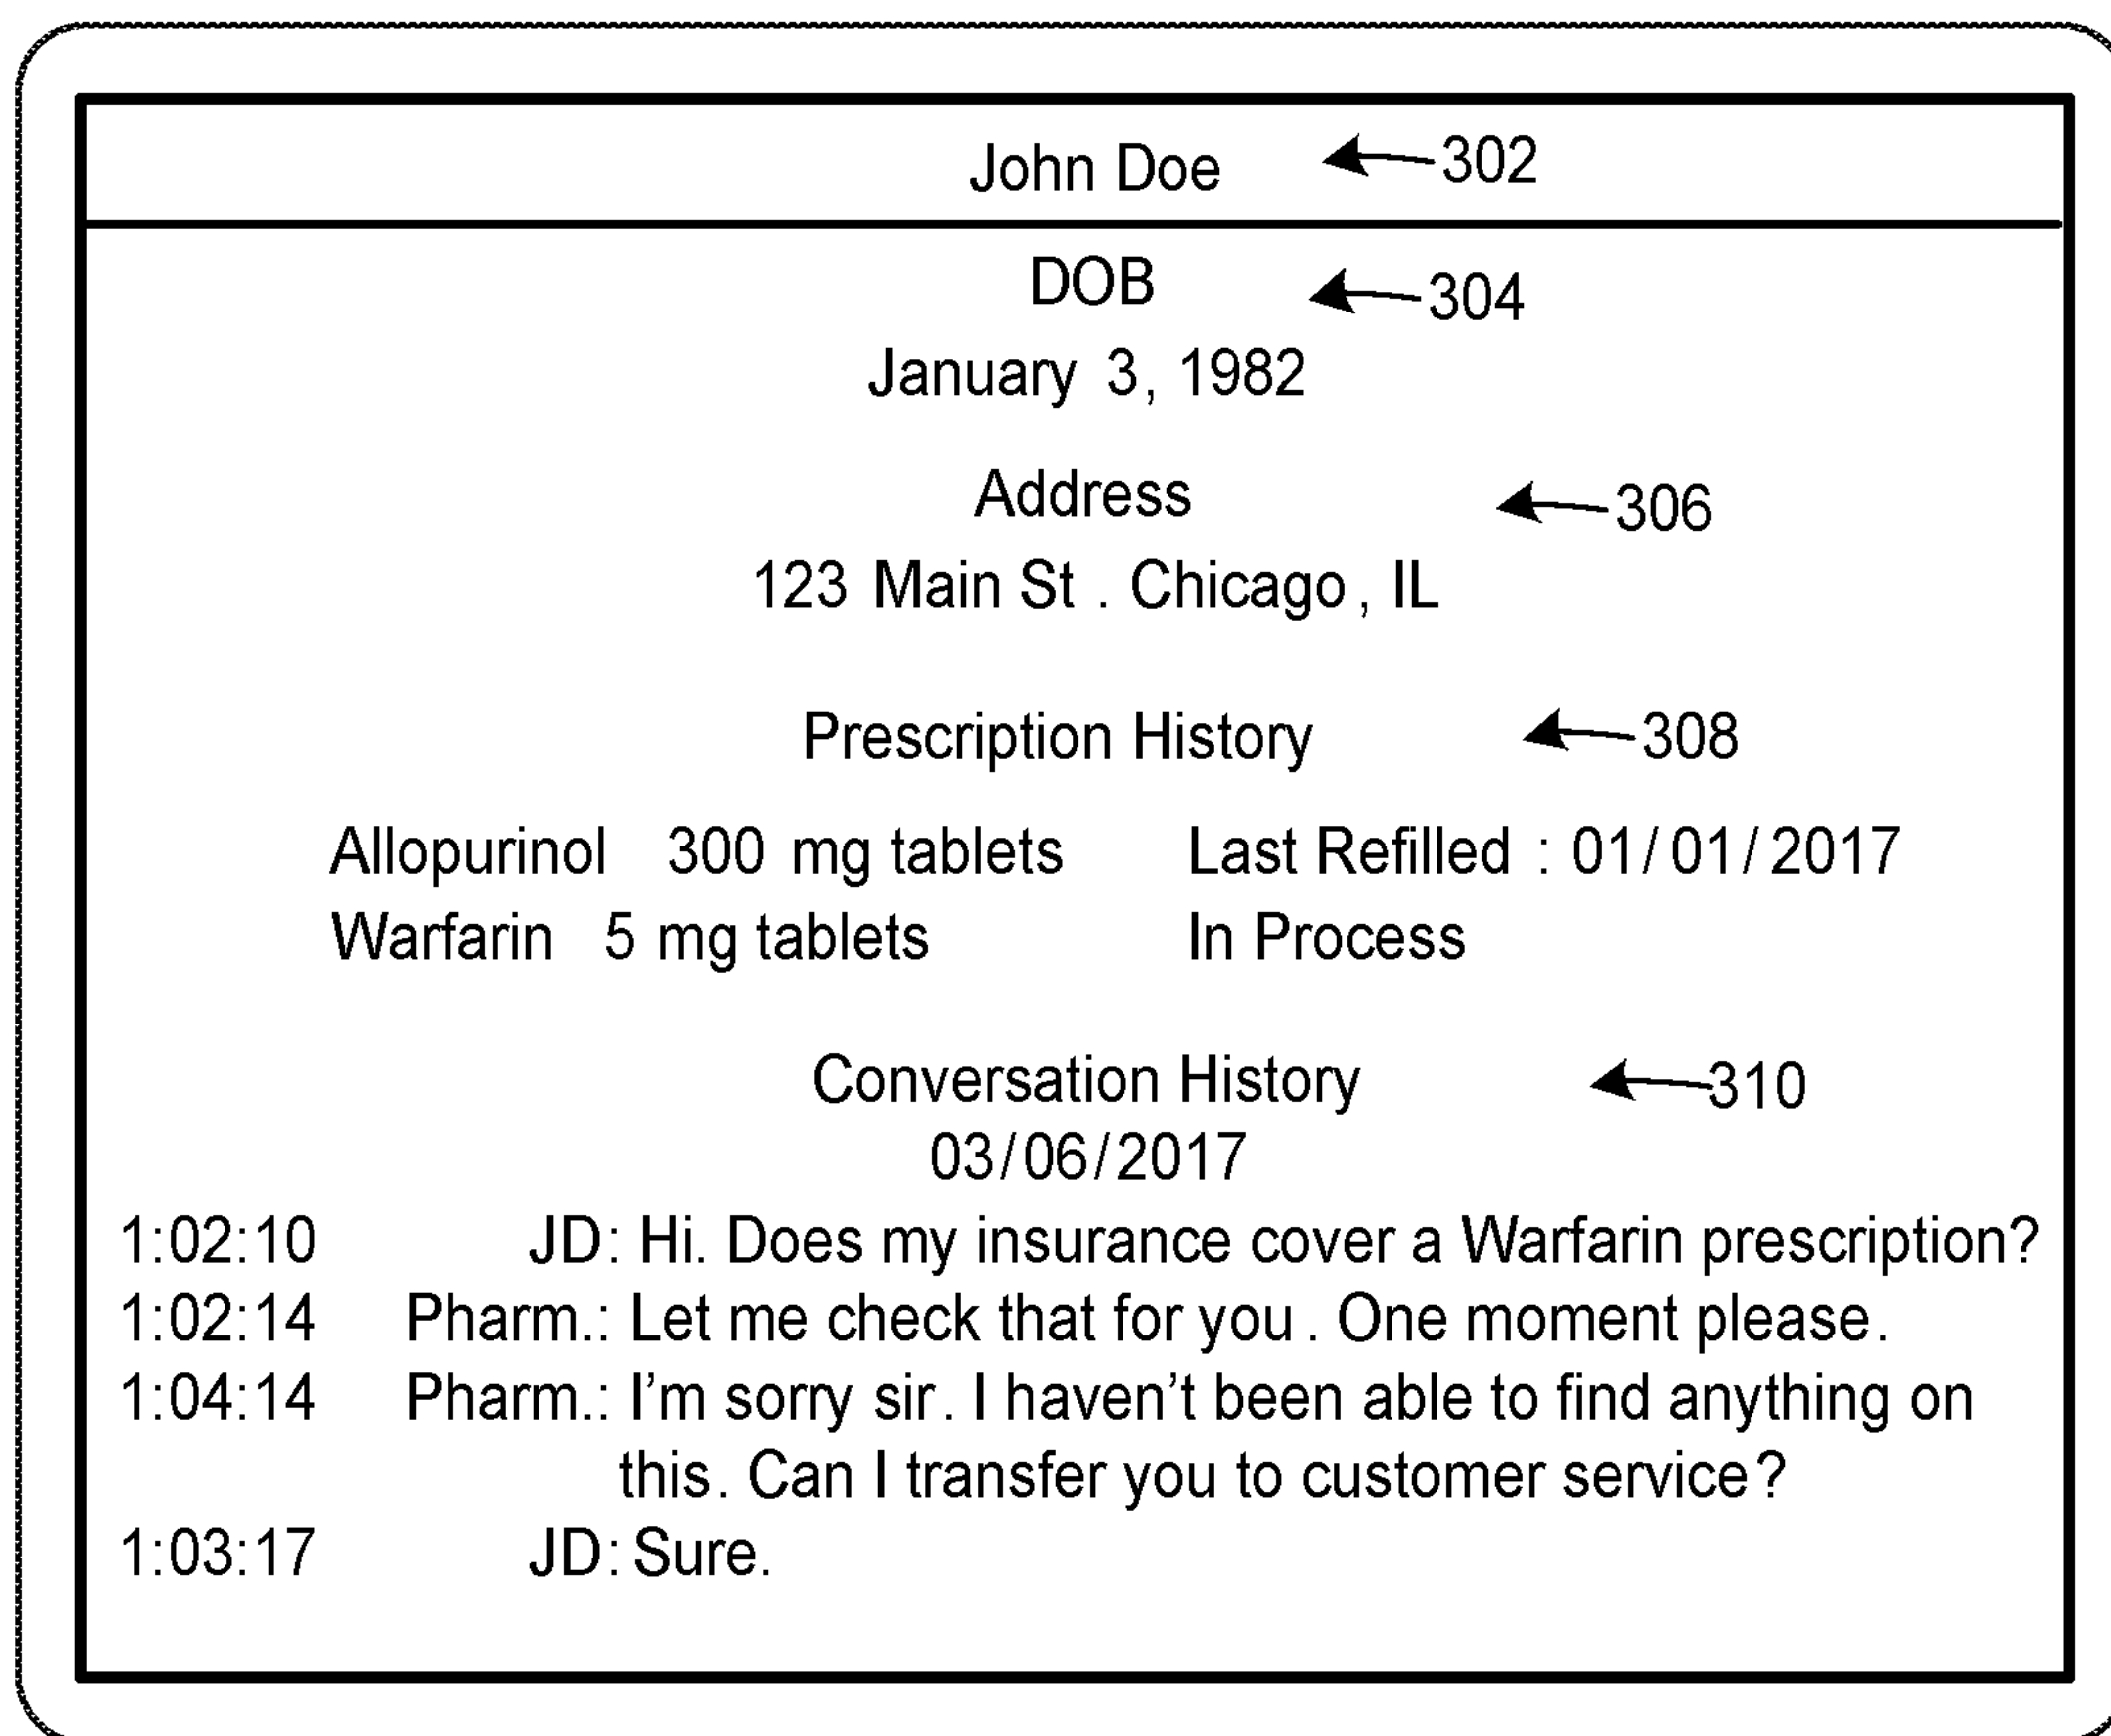 John Doe 302
DOB 304
January 3, 1982
Address 306
123 Main St . Chicago , IL
Prescription History 308
Allopurinol 300 mg tablets Last Refilled : 01/01/2017
Warfarin 5 mg tablets In Process
Conversation History 310
03/06/2017
1:02:10 JD: Hi. Does my insurance cover a Warfarin prescription?
1:02:14 Pharm.: Let me check that for you . One moment please.
1:04:14 Pharm.: I'm sorry sir. I haven't been able to find anything on
this. Can I transfer you to customer service?
1:03:17 JD: Sure.